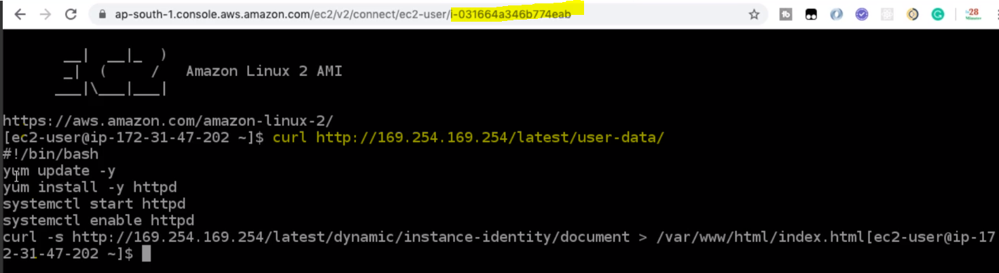 ap-south-1.console.aws.amazon.com/ec2/v2/connect/ec2-user/i-031664a346b774eab
28
__|  __|_  )
_|  (     /   Amazon Linux 2 AMI
___|\___|___|
https://aws.amazon.com/amazon-linux-2/
[ec2-user@ip-172-31-47-202 ~]$ curl http://169.254.169.254/latest/user-data/
#!/bin/bash
yum update -y
yum install -y httpd
systemctl start httpd
systemctl enable httpd
curl -s http://169.254.169.254/latest/dynamic/instance-identity/document > /var/www/html/index.html[ec2-user@ip-17
2-31-47-202 ~]$